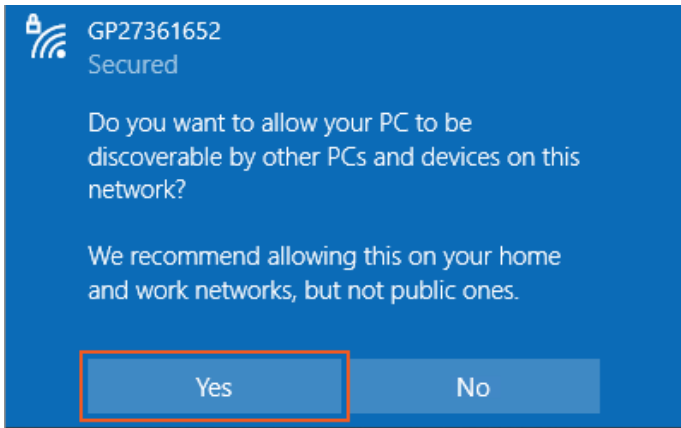 GP27361652
Secured
Do you want to allow your PC to be
discoverable by other PCs and devices on this
network?
We recommend allowing this on your home
and work networks, but not public ones.
Yes
No